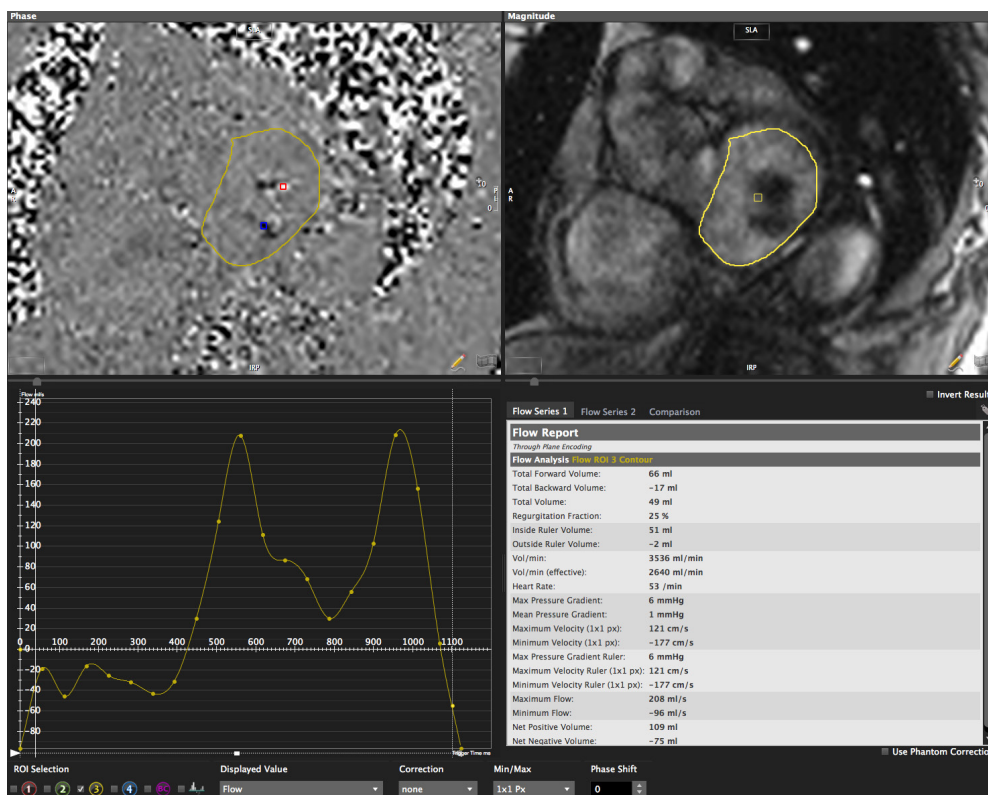 Phase
Magnitude
SLA
SLA
A
R
A
R
IRP
IRP
Invert Result
Flow Series 1 Flow Series 2 Comparison
Flow Report
Through Plane Encoding
Flow Analysis Flow ROI 3 Contour
Total Forward Volume: 66 ml
Total Backward Volume: -17 ml
Total Volume: 49 ml
Regurgitation Fraction: 25 %
Inside Ruler Volume: 51 ml
Outside Ruler Volume: -2 ml
Vol/min: 3536 ml/min
Vol/min (effective): 2640 ml/min
Heart Rate: 53 /min
Max Pressure Gradient: 6 mmHg
Mean Pressure Gradient: 1 mmHg
Maximum Velocity (1x1 px): 121 cm/s
Minimum Velocity (1x1 px): -177 cm/s
Max Pressure Gradient Ruler: 6 mmHg
Maximum Velocity Ruler (1x1 px): 121 cm/s
Minimum Velocity Ruler (1x1 px): -177 cm/s
Maximum Flow: 208 ml/s
Minimum Flow: -96 ml/s
Net Positive Volume: 109 ml
Net Negative Volume: -75 ml
Use Phantom Correctio
Flow ml/s
240
220
200
180
160
140
120
100
80
60
40
20
0
-20
-40
-60
-80
0 100 200 300 400 500 600 700 800 900 1000 1100
Trigger Time ms
ROI Selection Displayed Value Correction Min/Max Phase Shift
1 2 3 4 BC Flow none 1x1 Px 0